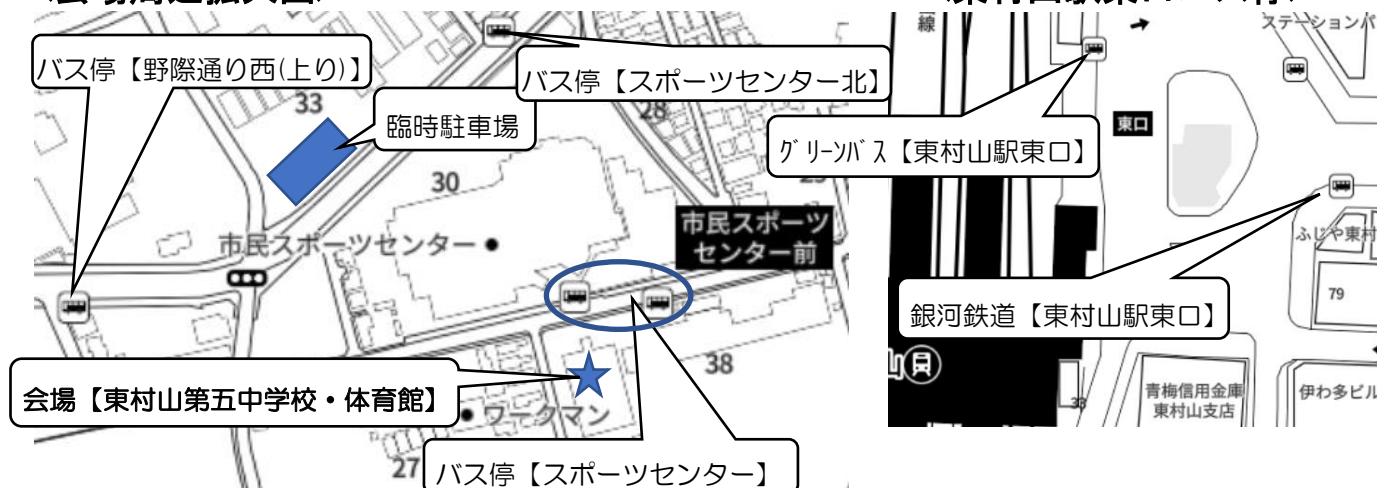 線
ステーションパ
バス停【野際通り西(上り)】
バス停【スポーツセンター北】
33
28
臨時駐車場
東口
グリーンバス【東村山駅東口】
30
市民スポーツセンター
市民スポーツ
センター前
ふじや東村
79
銀河鉄道【東村山駅東口】
38
会場【東村山第五中学校・体育館】
ワークマン
青梅信用金庫
東村山支店
伊わ多ビル
33
27
バス停【スポーツセンター】